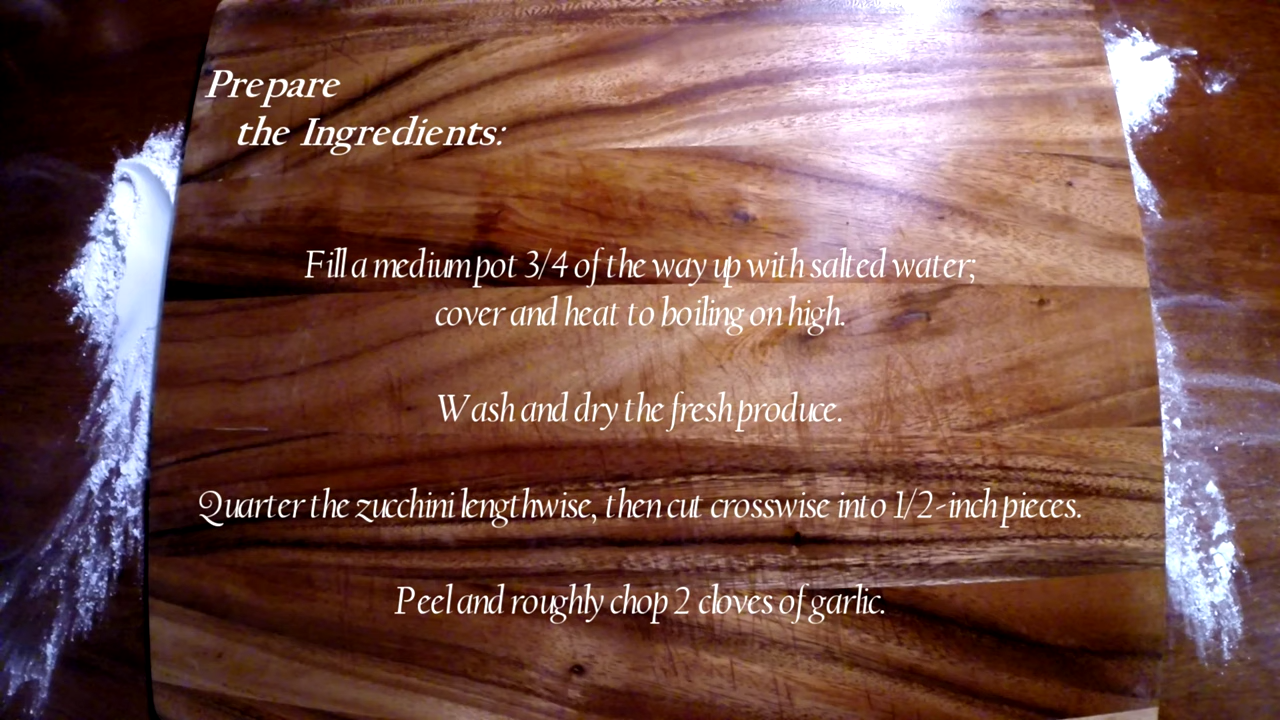 Prepare
the Ingredients:
Fill a medium pot 3/4 of the way up with salted water;
cover and heat to boiling on high.
Wash and dry the fresh produce.
Quarter the zucchini lengthwise, then cut crosswise into 1/2-inch pieces.
Peel and roughly chop 2 cloves of garlic.